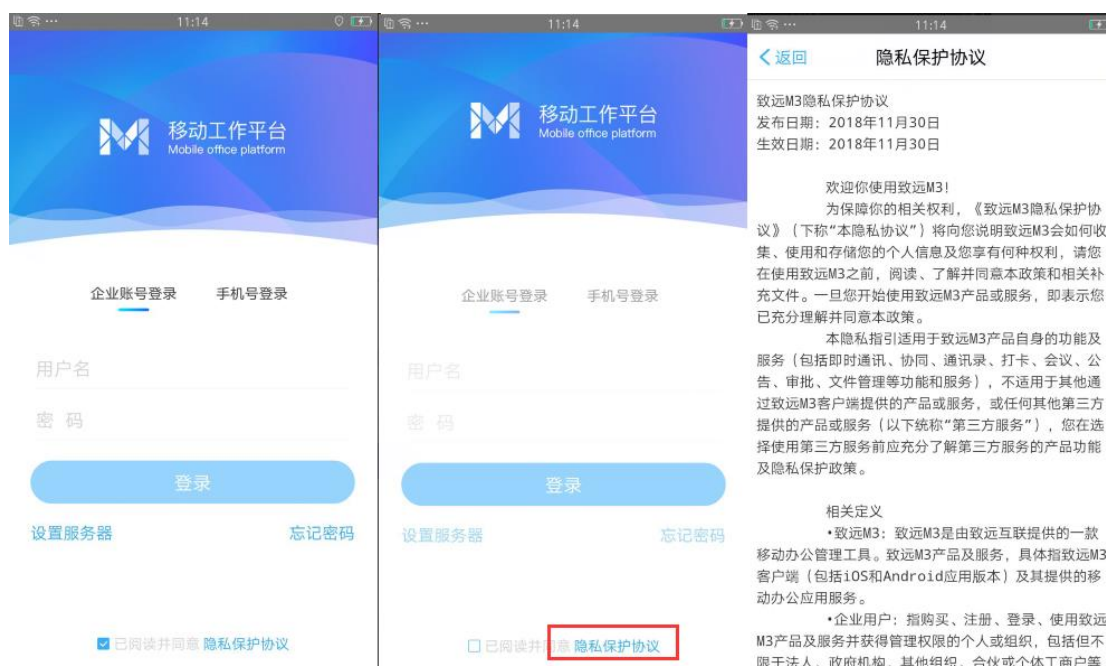 11:14
移动工作平台
Mobile office platform
企业账号登录 手机号登录
用户名
密 码
登录
设置服务器 忘记密码
已阅读并同意 隐私保护协议
11:14
移动工作平台
Mobile office platform
企业账号登录 手机号登录
用户名
密 码
登录
设置服务器 忘记密码
已阅读并同意 隐私保护协议
11:14
返回 隐私保护协议
致远M3隐私保护协议
发布日期：2018年11月30日
生效日期：2018年11月30日
欢迎你使用致远M3！
为保障你的相关权利，《致远M3隐私保护协
议》（下称“本隐私协议”）将向您说明致远M3会如何收
集、使用和存储您的个人信息及您享有何种权利，请您
在使用致远M3之前，阅读、了解并同意本政策和相关补
充文件。一旦您开始使用致远M3产品或服务，即表示您
已充分理解并同意本政策。
本隐私指引适用于致远M3产品自身的功能及
服务（包括即时通讯、协同、通讯录、打卡、会议、公
告、审批、文件管理等功能和服务），不适用于其他通
过致远M3客户端提供的产品或服务，或任何其他第三方
提供的产品或服务（以下统称“第三方服务”），您在选
择使用第三方服务前应充分了解第三方服务的产品功能
及隐私保护政策。
相关定义
•致远M3：致远M3是由致远互联提供的一款
移动办公管理工具。致远M3产品及服务，具体指致远M3
客户端（包括iOS和Android应用版本）及其提供的移
动办公应用服务。
•企业用户：指购买、注册、登录、使用致远
M3产品及服务并获得管理权限的个人或组织，包括但不
限于法人、政府机构、其他组织、合伙或个体工商户等